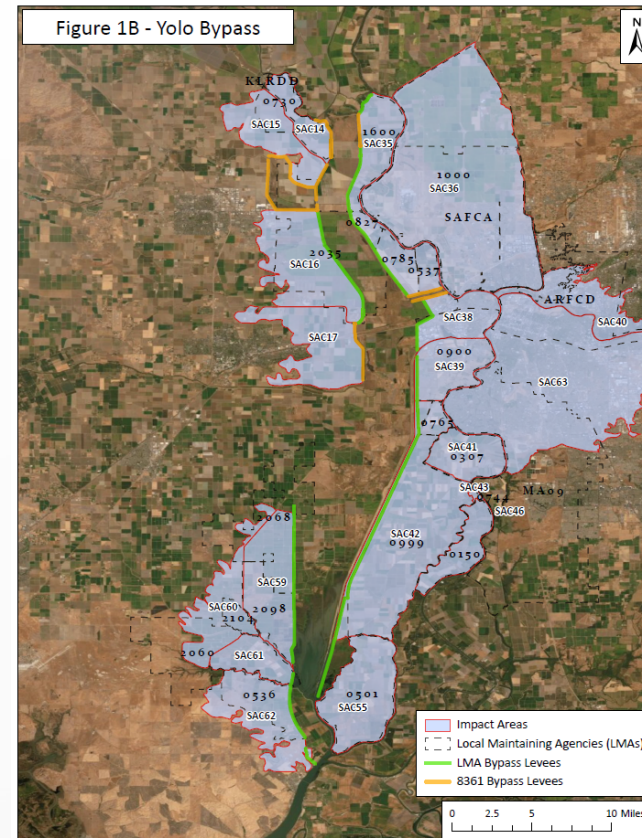 Figure 1B - Yolo Bypass
N
KLRDD
0730
SAC15
SAC14
1600
SAC35
1000
SAC36
SAFCA
0827
2035
0785
0537
SAC16
ARFCD
SAC40
SAC38
SAC17
0900
SAC39
SAC63
0765
SAC41
0307
SAC43
MA09
0744
SAC46
2068
SAC42
0999
0150
SAC59
SAC60
2098
2104
2060
SAC61
0536
SAC62
0501
SAC55
Impact Areas
Local Maintaining Agencies (LMAs)
LMA Bypass Levees
8361 Bypass Levees
0 2.5 5 10 Miles